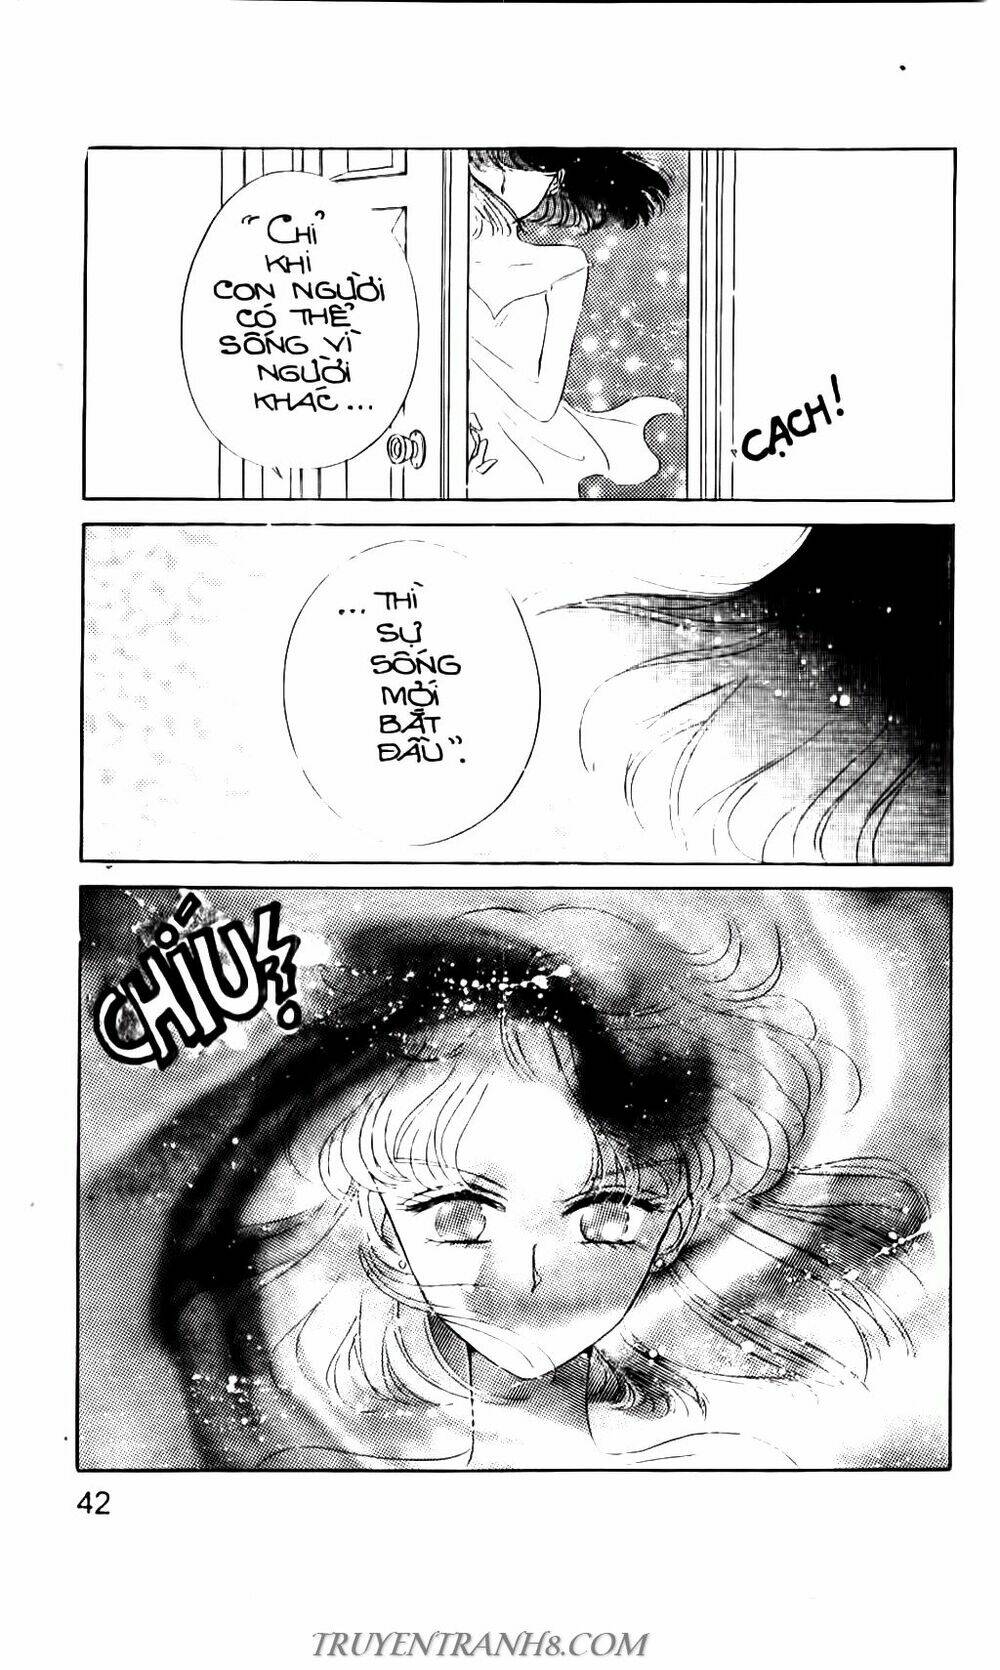 "CHỈ
KHI
CON NGƯỜI
CÓ THỂ
SỐNG VÌ
NGƯỜI
KHÁC...
CẠCH!
...THÌ
SỰ
SỐNG
MỚI
BẮT
ĐẦU".
CHÍU!?
42
TRUYENTRANH8.COM